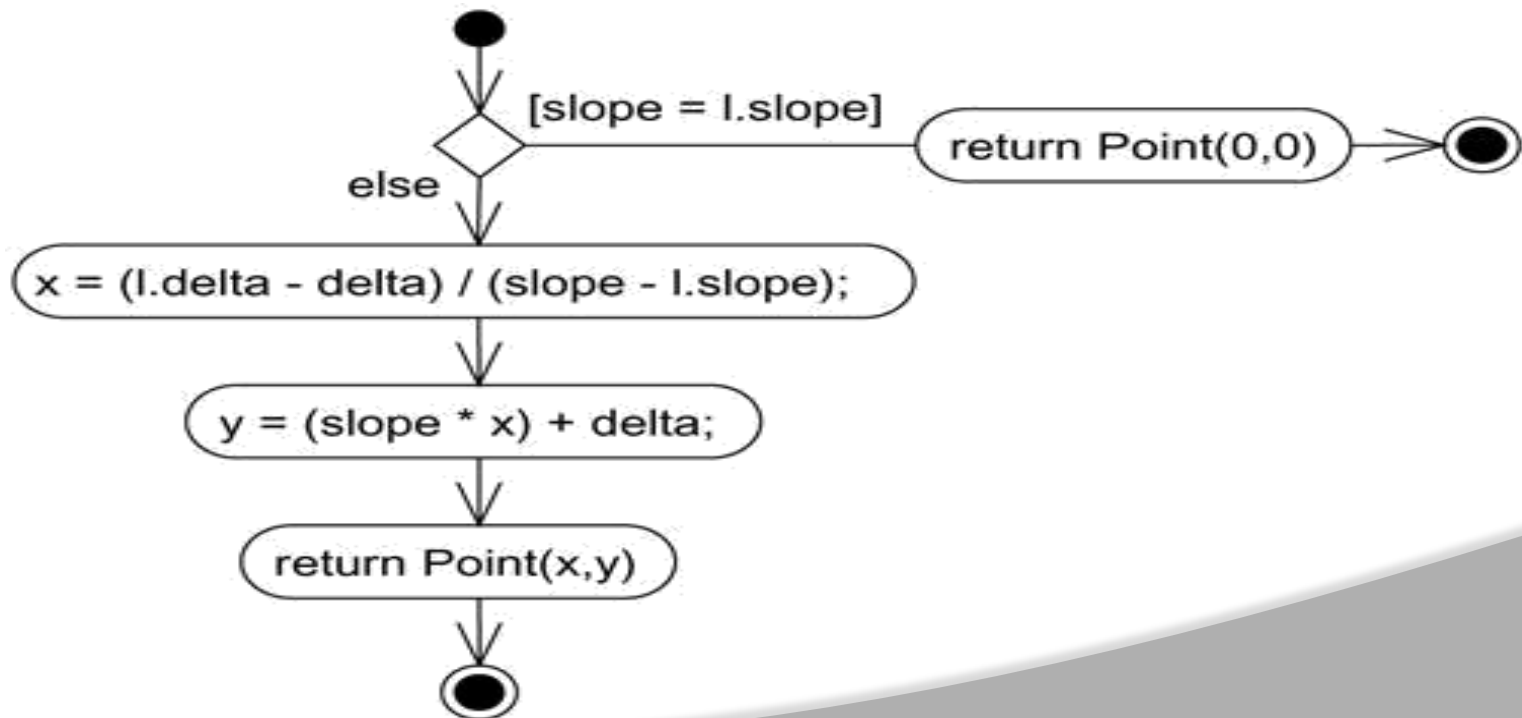 [slope = l.slope]
return Point(0,0)
else
x = (l.delta - delta) / (slope - l.slope);
y = (slope * x) + delta;
return Point(x,y)